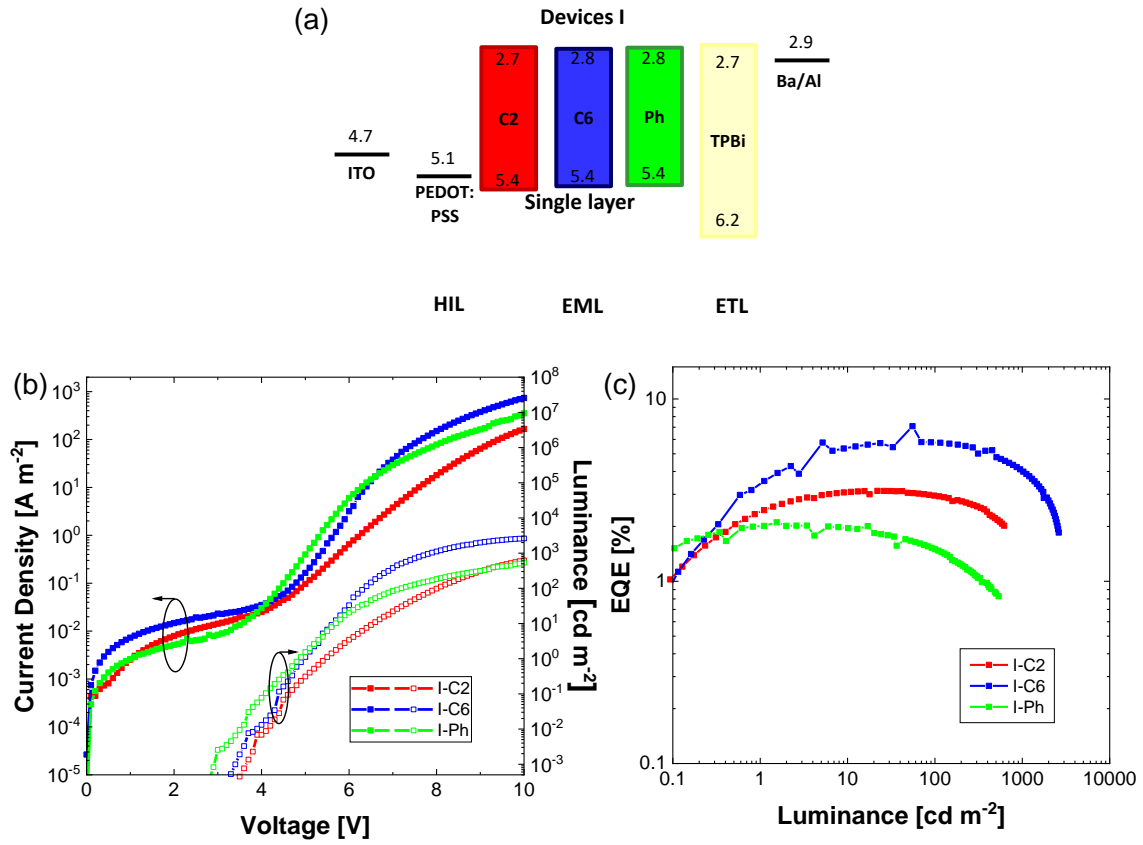 (a)
Devices I
2.9
Ba/Al
2.7
2.8
2.8
2.7
C2
C6
Ph
TPBi
4.7
ITO
5.1
PEDOT:
PSS
5.4
5.4
5.4
Single layer
6.2
HIL
EML
ETL
(b)
Current Density [A m-2]
10³
10²
10¹
10⁰
10⁻¹
10⁻²
10⁻³
10⁻⁴
10⁻⁵
0
2
4
6
8
10
Voltage [V]
10⁸
10⁷
10⁶
10⁵
10⁴
10³
10²
10¹
10⁰
10⁻¹
10⁻²
10⁻³
Luminance [cd m-2]
I-C2
I-C6
I-Ph
(c)
EQE [%]
10
1
0.1
0.1
1
10
100
1000
10000
Luminance [cd m-2]
I-C2
I-C6
I-Ph